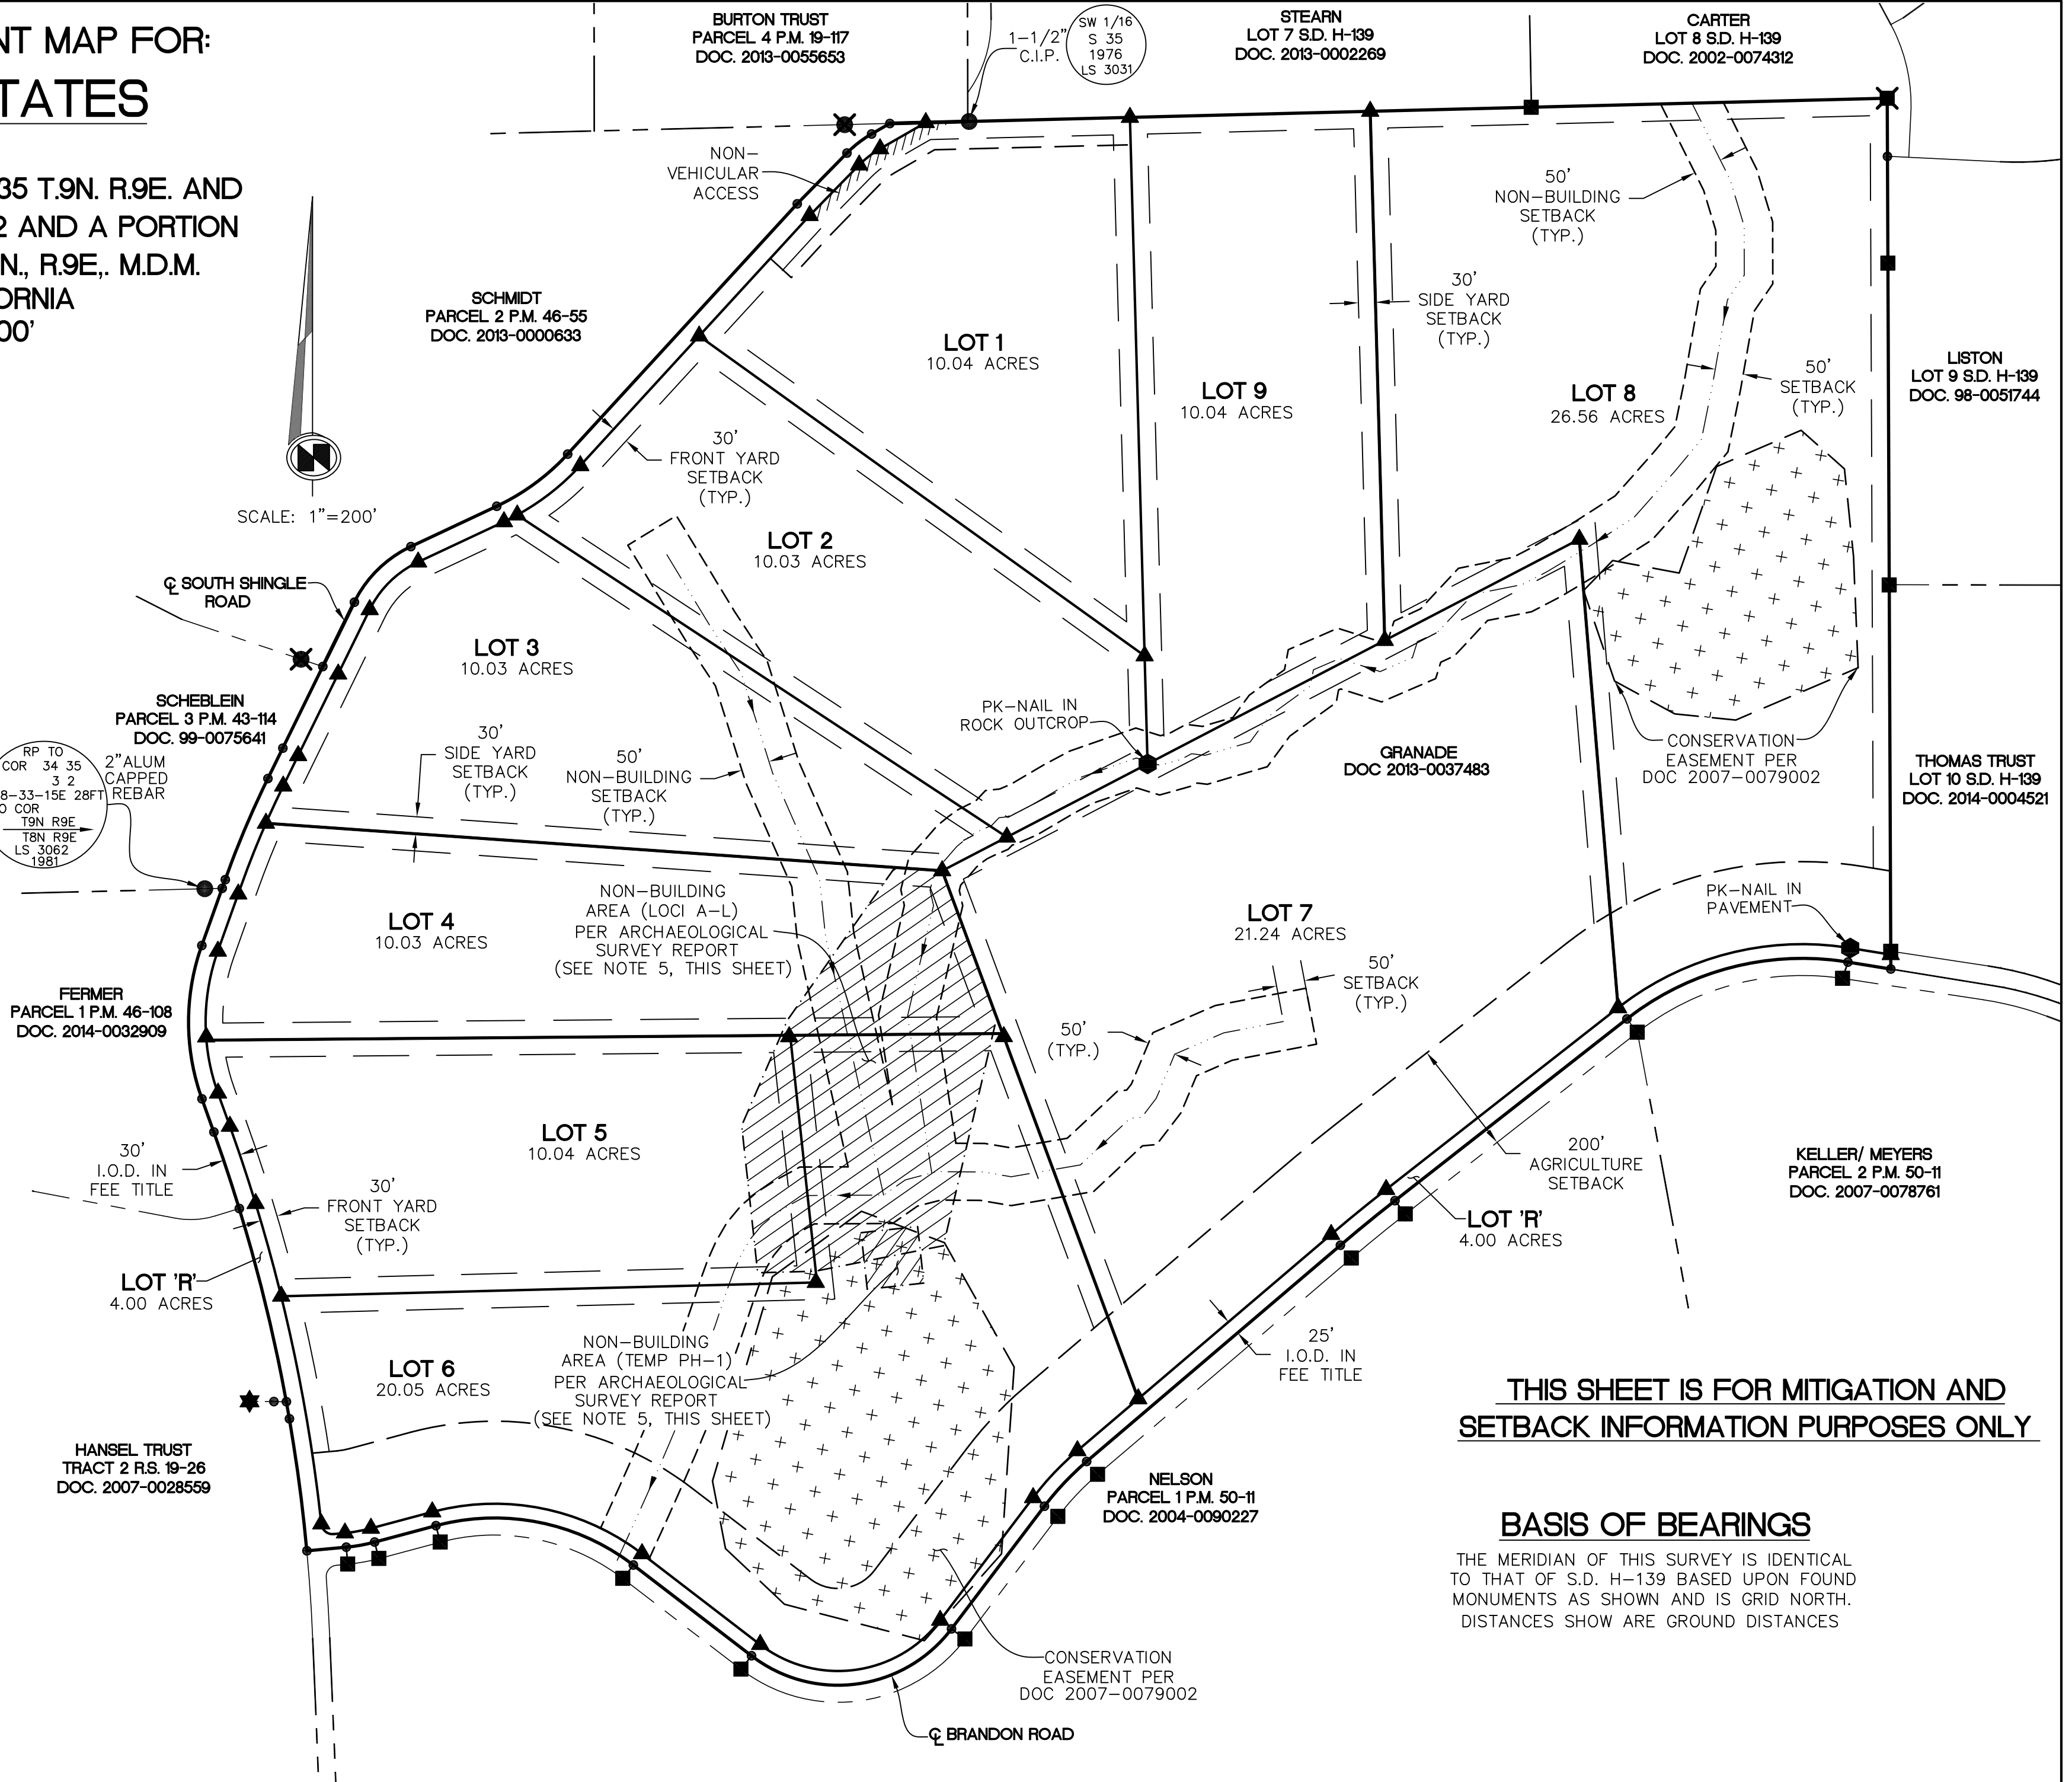 NT MAP FOR:
TATES
35 T.9N. R.9E. AND
2 AND A PORTION
N., R.9E,. M.D.M.
ORNIA
00'
SCALE: 1"=200'
BURTON TRUST
PARCEL 4 P.M. 19-117
DOC. 2013-0055653
1-1/2"
C.I.P.
SW 1/16
S 35
1976
LS 3031
STEARN
LOT 7 S.D. H-139
DOC. 2013-0002269
CARTER
LOT 8 S.D. H-139
DOC. 2002-0074312
NON-
VEHICULAR
ACCESS
50'
NON-BUILDING
SETBACK
(TYP.)
SCHMIDT
PARCEL 2 P.M. 46-55
DOC. 2013-0000633
LOT 1
10.04 ACRES
30'
SIDE YARD
SETBACK
(TYP.)
LOT 9
10.04 ACRES
LOT 8
26.56 ACRES
50'
SETBACK
(TYP.)
LISTON
LOT 9 S.D. H-139
DOC. 98-0051744
30'
FRONT YARD
SETBACK
(TYP.)
LOT 2
10.03 ACRES
℄ SOUTH SHINGLE
ROAD
LOT 3
10.03 ACRES
SCHEBLEIN
PARCEL 3 P.M. 43-114
DOC. 99-0075641
PK-NAIL IN
ROCK OUTCROP
30'
SIDE YARD
SETBACK
(TYP.)
50'
NON-BUILDING
SETBACK
(TYP.)
GRANADE
DOC 2013-0037483
CONSERVATION
EASEMENT PER
DOC 2007-0079002
THOMAS TRUST
LOT 10 S.D. H-139
DOC. 2014-0004521
RP TO
COR 34 35
3 2
8-33-15E 28FT
O COR
T9N R9E
T8N R9E
LS 3062
1981
2"ALUM
CAPPED
REBAR
NON-BUILDING
AREA (LOCI A-L)
PER ARCHAEOLOGICAL
SURVEY REPORT
(SEE NOTE 5, THIS SHEET)
LOT 4
10.03 ACRES
LOT 7
21.24 ACRES
PK-NAIL IN
PAVEMENT
50'
SETBACK
(TYP.)
50'
(TYP.)
FERMER
PARCEL 1 P.M. 46-108
DOC. 2014-0032909
LOT 5
10.04 ACRES
30'
I.O.D. IN
FEE TITLE
30'
FRONT YARD
SETBACK
(TYP.)
200'
AGRICULTURE
SETBACK
KELLER/ MEYERS
PARCEL 2 P.M. 50-11
DOC. 2007-0078761
LOT 'R'
4.00 ACRES
LOT 'R'
4.00 ACRES
NON-BUILDING
AREA (TEMP PH-1)
PER ARCHAEOLOGICAL
SURVEY REPORT
(SEE NOTE 5, THIS SHEET)
LOT 6
20.05 ACRES
25'
I.O.D. IN
FEE TITLE
HANSEL TRUST
TRACT 2 R.S. 19-26
DOC. 2007-0028559
NELSON
PARCEL 1 P.M. 50-11
DOC. 2004-0090227
CONSERVATION
EASEMENT PER
DOC 2007-0079002
℄ BRANDON ROAD
THIS SHEET IS FOR MITIGATION AND
SETBACK INFORMATION PURPOSES ONLY
BASIS OF BEARINGS
THE MERIDIAN OF THIS SURVEY IS IDENTICAL
TO THAT OF S.D. H-139 BASED UPON FOUND
MONUMENTS AS SHOWN AND IS GRID NORTH.
DISTANCES SHOW ARE GROUND DISTANCES